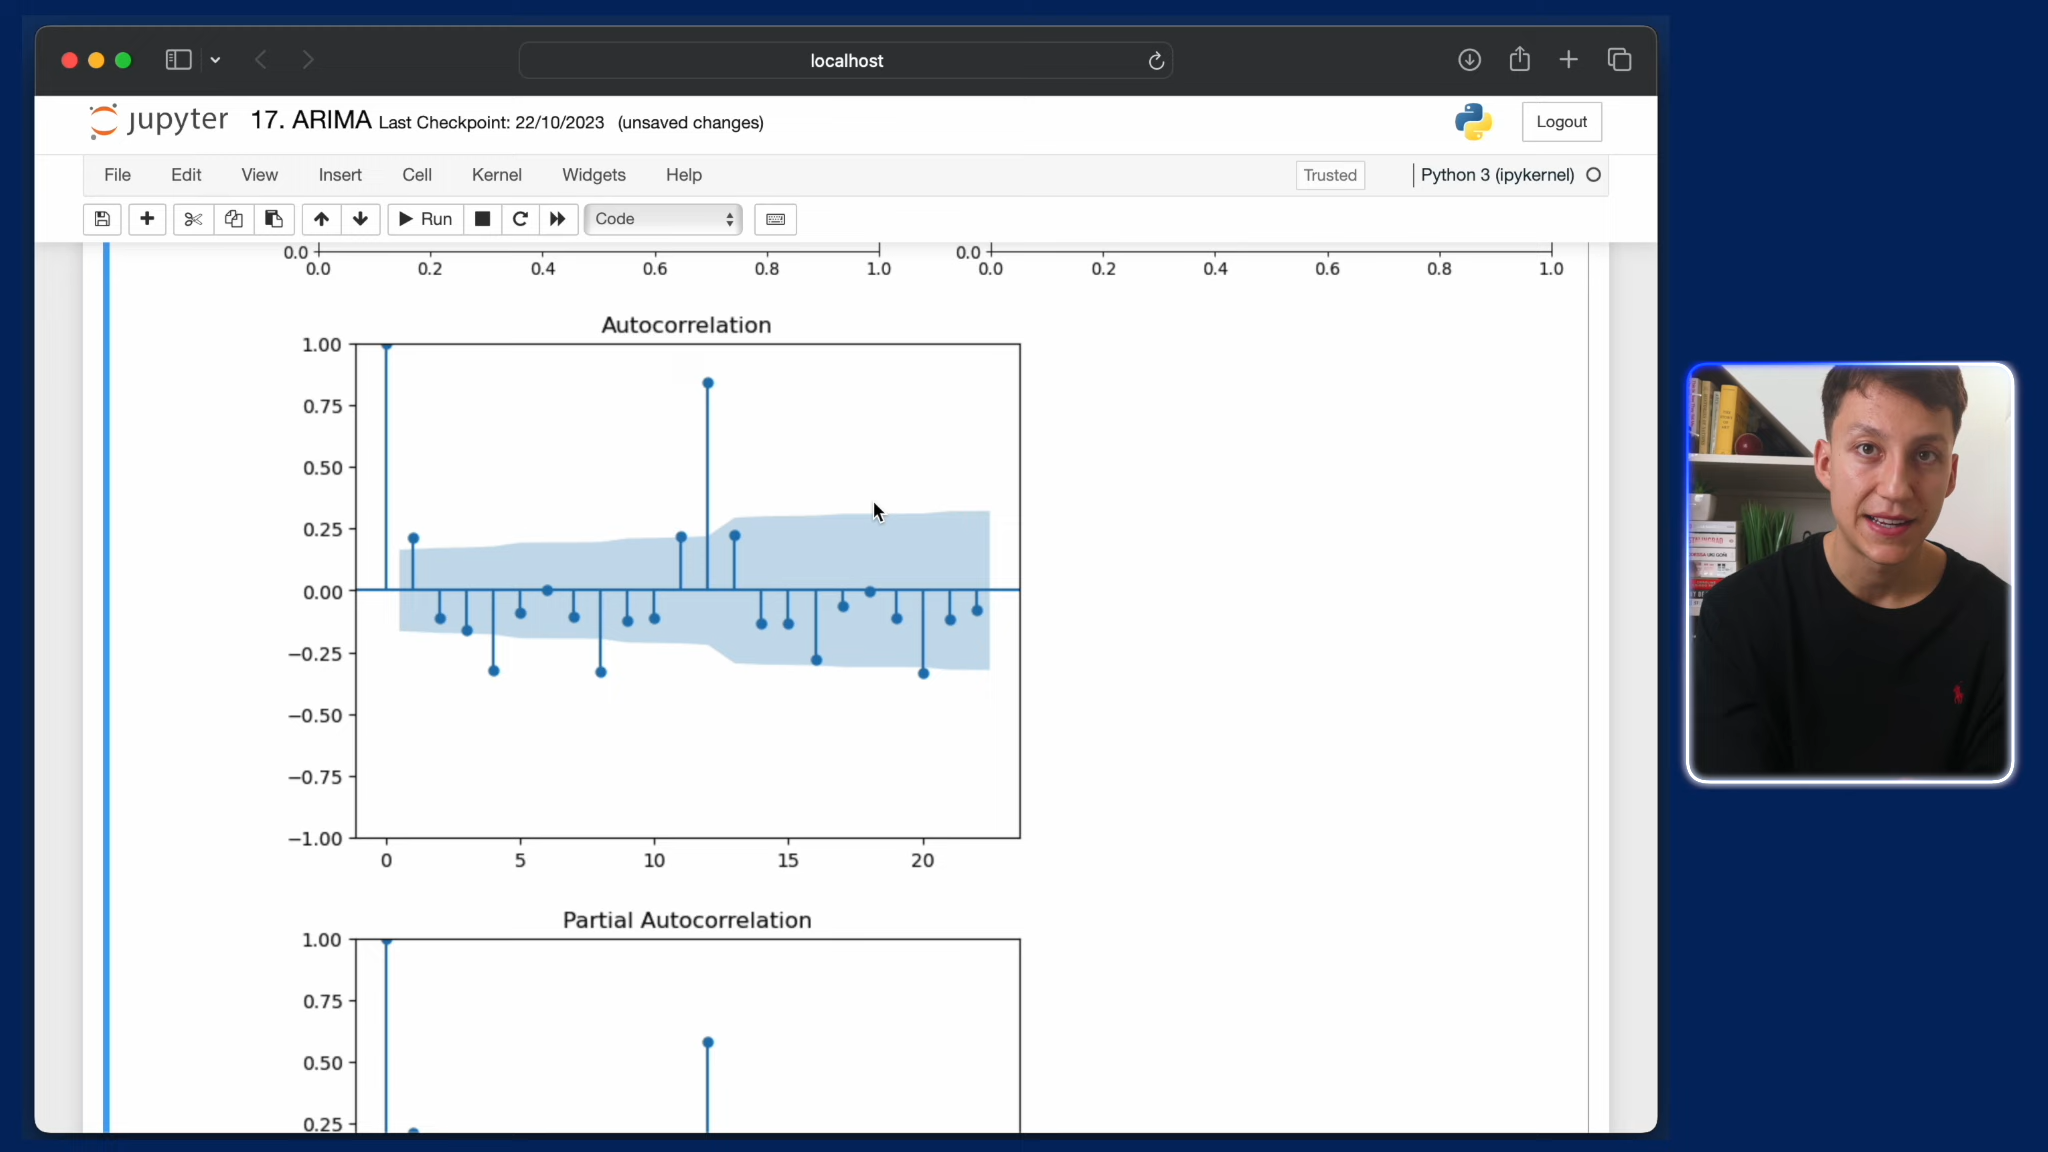 localhost
jupyter 17. ARIMA Last Checkpoint: 22/10/2023 (unsaved changes)
Logout
File Edit View Insert Cell Kernel Widgets Help
Trusted
Python 3 (ipykernel)
Run
Code
0.0 0.0
0.0 0.2 0.4 0.6 0.8 1.0 0.0 0.2 0.4 0.6 0.8 1.0
Autocorrelation
1.00
0.75
0.50
0.25
0.00
−0.25
−0.50
−0.75
−1.00
0 5 10 15 20
Partial Autocorrelation
1.00
0.75
0.50
0.25